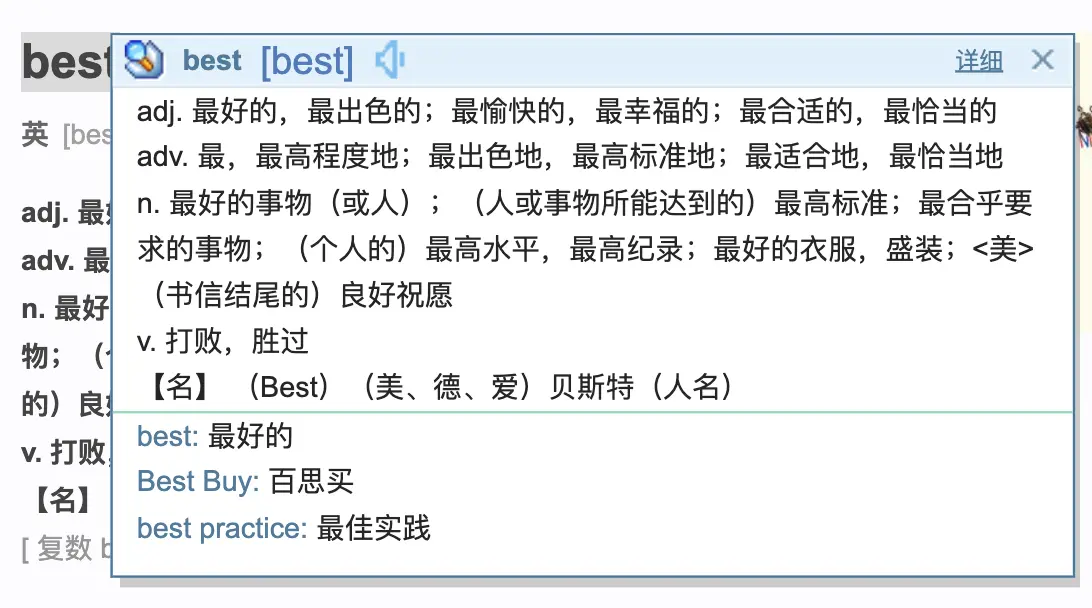 best
英 [bes
adj. 最
adv. 最
n. 最好
物；（
的）良
v. 打败
【名】
[ 复数
best [best] 详细
adj. 最好的，最出色的；最愉快的，最幸福的；最合适的，最恰当的
adv. 最，最高程度地；最出色地，最高标准地；最适合地，最恰当地
n. 最好的事物（或人）；（人或事物所能达到的）最高标准；最合乎要
求的事物；（个人的）最高水平，最高纪录；最好的衣服，盛装；<美>
（书信结尾的）良好祝愿
v. 打败，胜过
【名】 （Best）（美、德、爱）贝斯特（人名）
best: 最好的
Best Buy: 百思买
best practice: 最佳实践